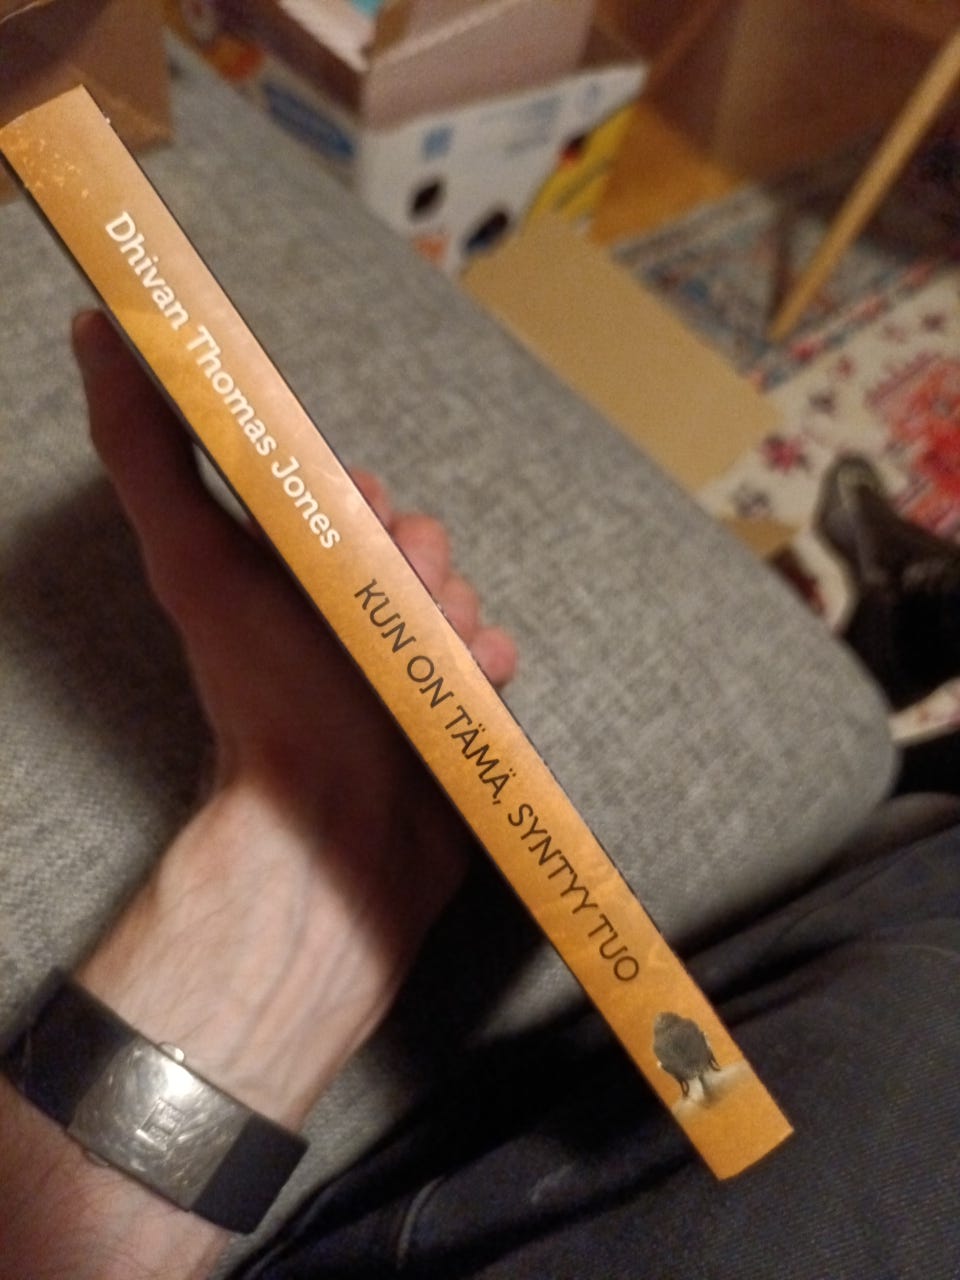 Dhivan Thomas Jones
KUN ON TÄMÄ, SYNTYY TUO